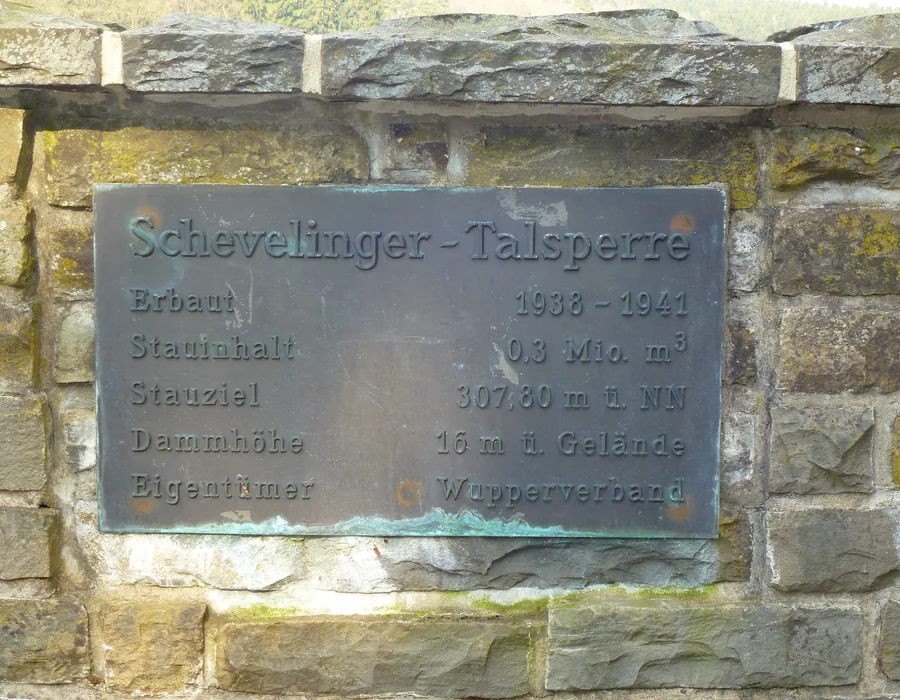 Schevelinger - Talsperre
Erbaut 1938 - 1941
Stauinhalt 0,3 Mio. m³
Stauziel 307,80 m ü. NN
Dammhöhe 16 m ü. Gelände
Eigentümer Wupperverband